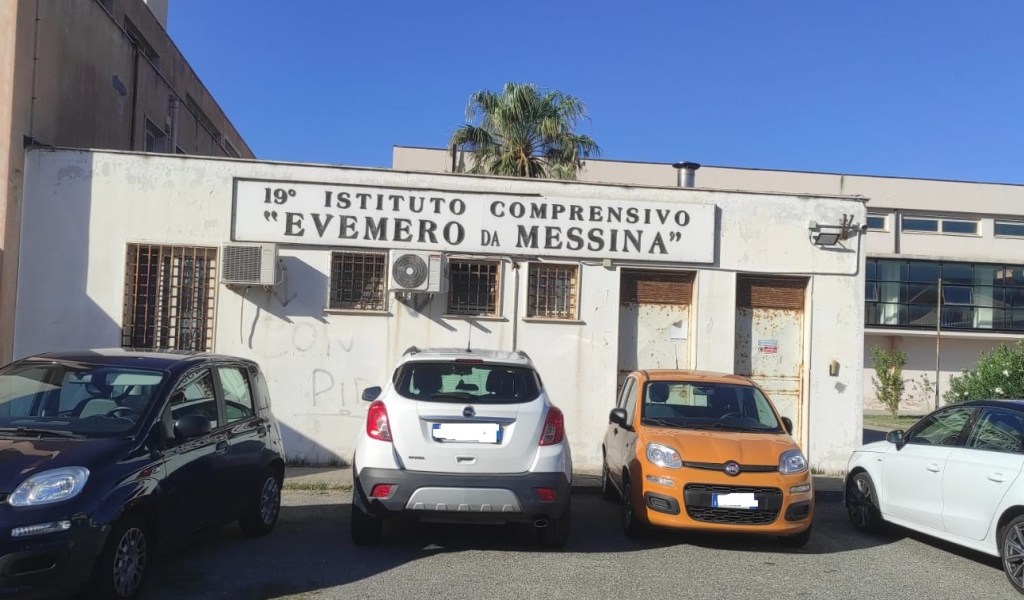 19° ISTITUTO COMPRENSIVO
"EVEMERO DA MESSINA"